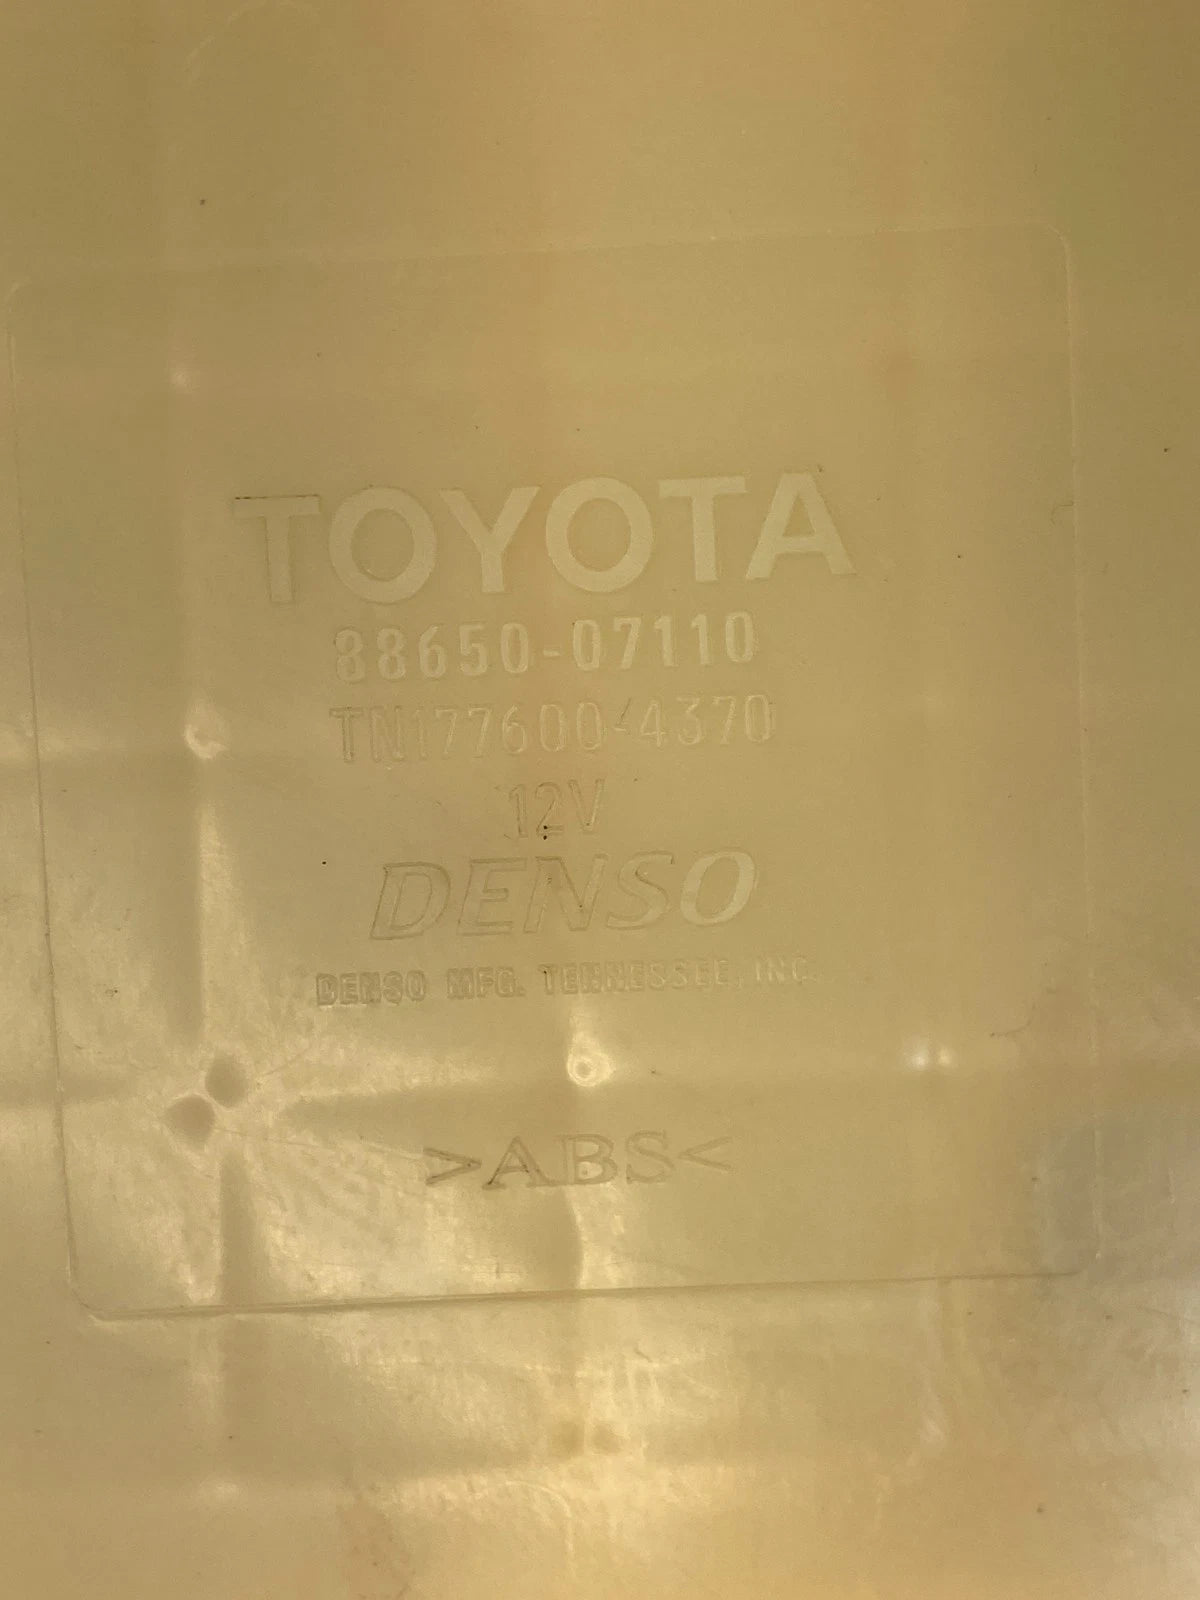 TOYOTA
88650-07110
TN177600-4370
12V
DENSO
DENSO MFG. TENNESSEE, INC.
>ABS<